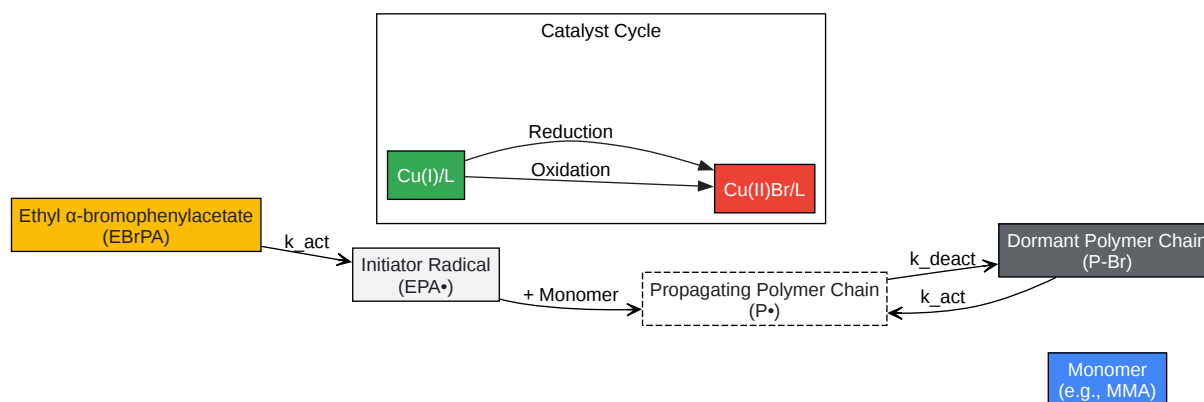 Catalyst Cycle
Reduction
Oxidation
Cu(I)/L
Cu(II)Br/L
Ethyl α-bromophenylacetate
(EBrPA)
k_act
Initiator Radical
(EPA•)
+ Monomer
Propagating Polymer Chain
(P•)
k_deact
k_act
Dormant Polymer Chain
(P-Br)
Monomer
(e.g., MMA)